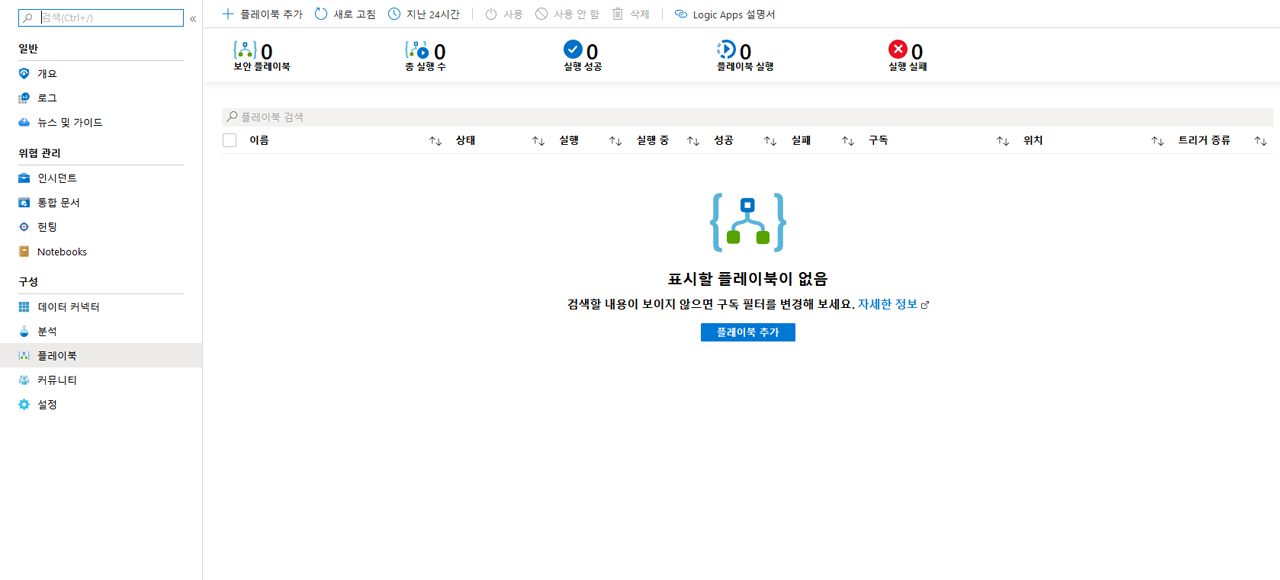 검색(Ctrl+/)
«
일반
개요
로그
뉴스 및 가이드
위협 관리
인시던트
통합 문서
헌팅
Notebooks
구성
데이터 커넥터
분석
플레이북
커뮤니티
설정
플레이북 추가 새로 고침 지난 24시간 사용 사용 안 함 삭제 Logic Apps 설명서
0 0 0 0 0
보안 플레이북 총 실행 수 실행 성공 플레이북 실행 실행 실패
플레이북 검색
이름 상태 실행 실행 중 성공 실패 구독 위치 트리거 종류
표시할 플레이북이 없음
검색할 내용이 보이지 않으면 구독 필터를 변경해 보세요. 자세한 정보
플레이북 추가